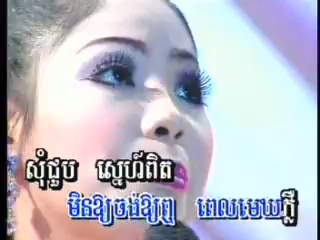 សុំជួប ស្នេហ៍ពិត
មិនឱ្យចង់ឱ្យឮ ពេលមេឃភ្លឺ